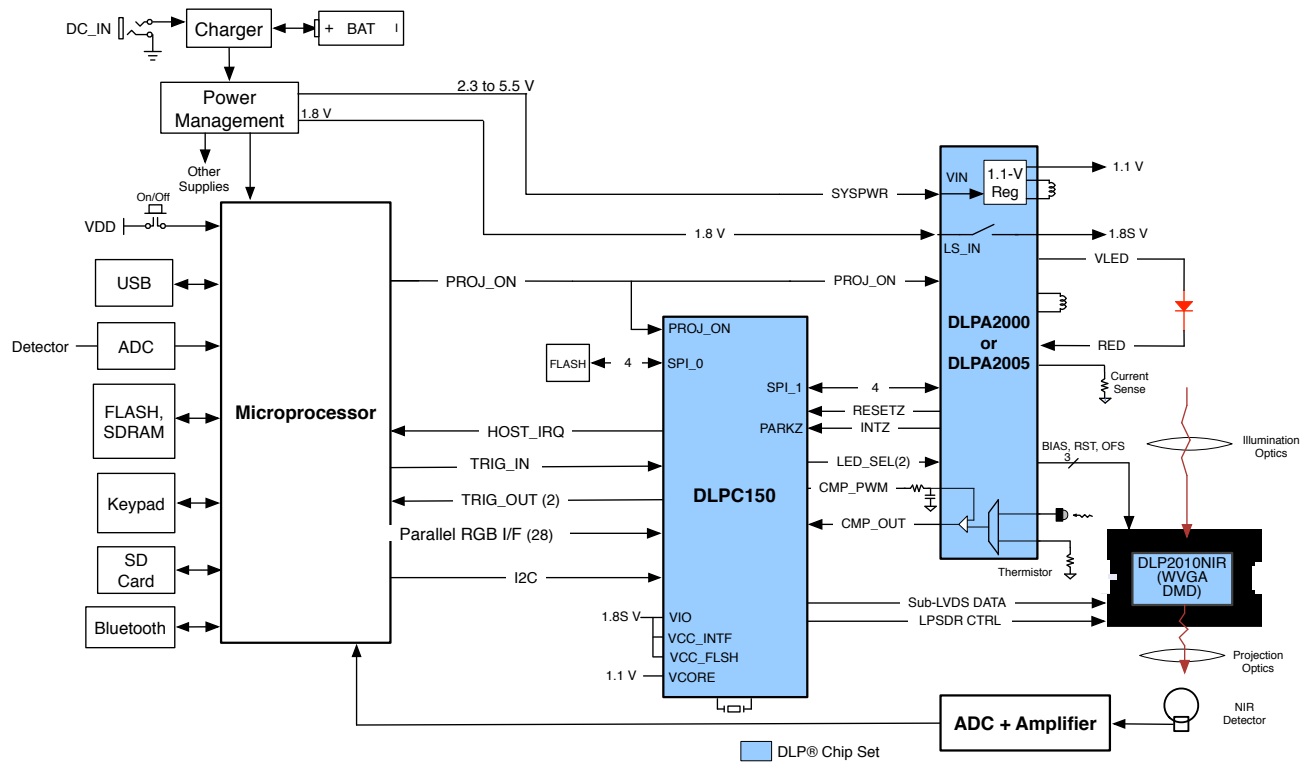 DC_IN
Charger
+ BAT I
Power
Management
2.3 to 5.5 V
1.8 V
Other
Supplies
On/Off
VDD
USB
Detector
ADC
FLASH,
SDRAM
Keypad
SD
Card
Bluetooth
Microprocessor
PROJ_ON
HOST_IRQ
TRIG_IN
TRIG_OUT (2)
Parallel RGB I/F (28)
I2C
FLASH
4
PROJ_ON
SPI_0
SPI_1
PARKZ
DLPC150
1.8S V
VIO
VCC_INTF
VCC_FLSH
1.1 V
VCORE
SYSPWR
1.8 V
PROJ_ON
4
RESETZ
INTZ
LED_SEL(2)
CMP_PWM
CMP_OUT
Sub-LVDS DATA
LPSDR CTRL
VIN
1.1-V
Reg
LS_IN
DLPA2000
or
DLPA2005
1.1 V
1.8S V
VLED
RED
Current
Sense
BIAS, RST, OFS
3
Thermistor
Illumination
Optics
DLP2010NIR
(WVGA
DMD)
Projection
Optics
NIR
Detector
ADC + Amplifier
DLP® Chip Set